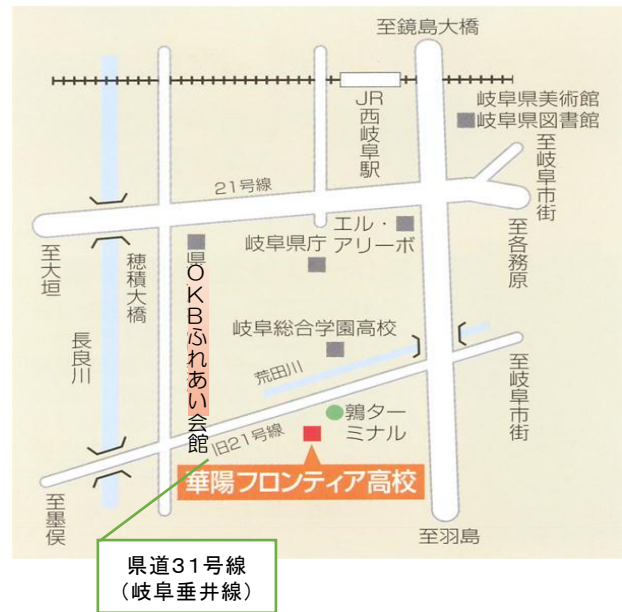 至鏡島大橋
JR西岐阜駅
岐阜県美術館
岐阜県図書館
至岐阜市街
21号線
至各務原
エル・
アリーボ
岐阜県庁
至大垣
穂積大橋
県OKBふれあい会館
長良川
岐阜総合学園高校
荒田川
至岐阜市街
鶉ター
ミナル
旧21号線
華陽フロンティア高校
至墨俣
至羽島
県道31号線
（岐阜垂井線）